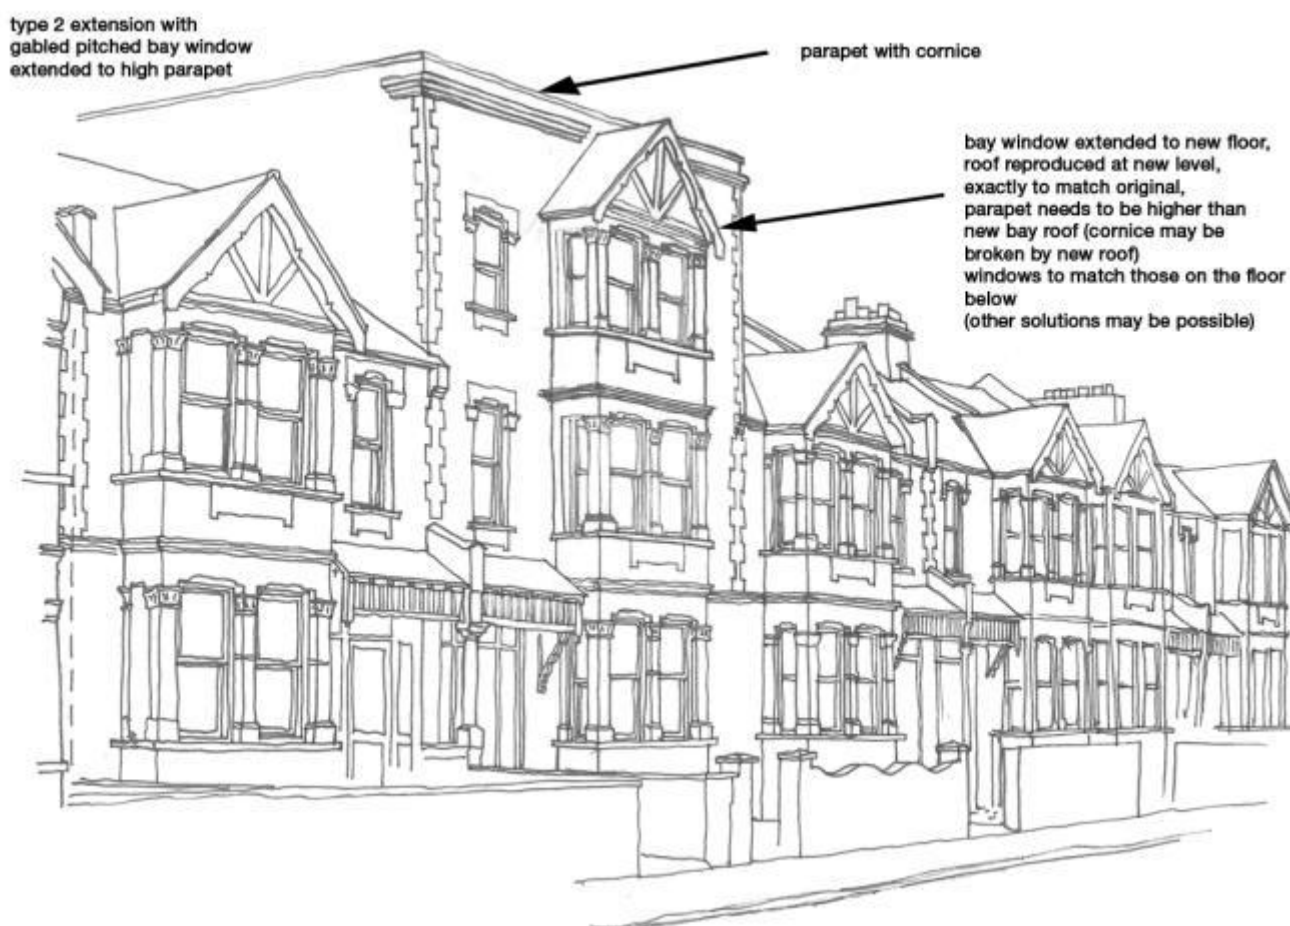 type 2 extension with
gabled pitched bay window
extended to high parapet
parapet with cornice
bay window extended to new floor,
roof reproduced at new level,
exactly to match original,
parapet needs to be higher than
new bay roof (cornice may be
broken by new roof)
windows to match those on the floor
below
(other solutions may be possible)